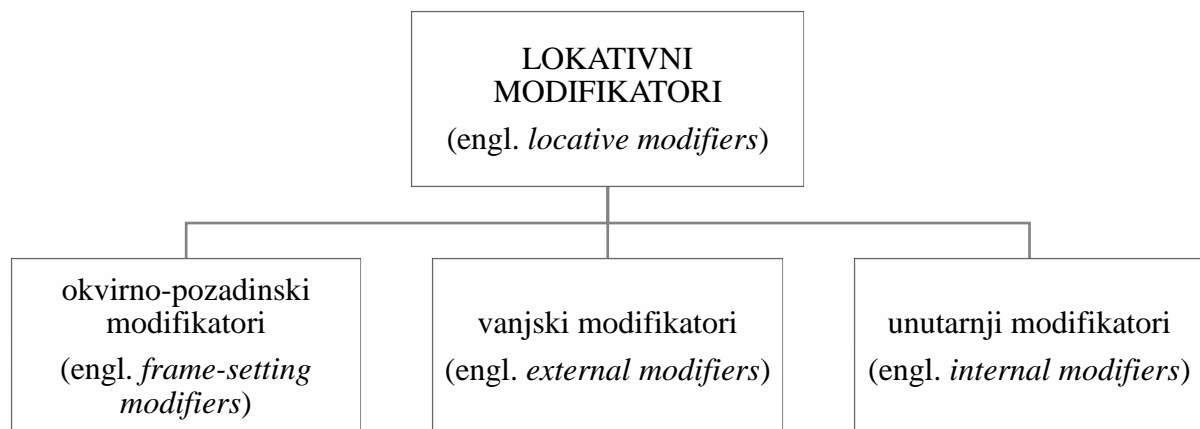 LOKATIVNI
MODIFIKATORI
(engl. locative modifiers)
okvirno-pozadinski
modifikatori
(engl. frame-setting
modifiers)
vanjski modifikatori
(engl. external modifiers)
unutarnji modifikatori
(engl. internal modifiers)